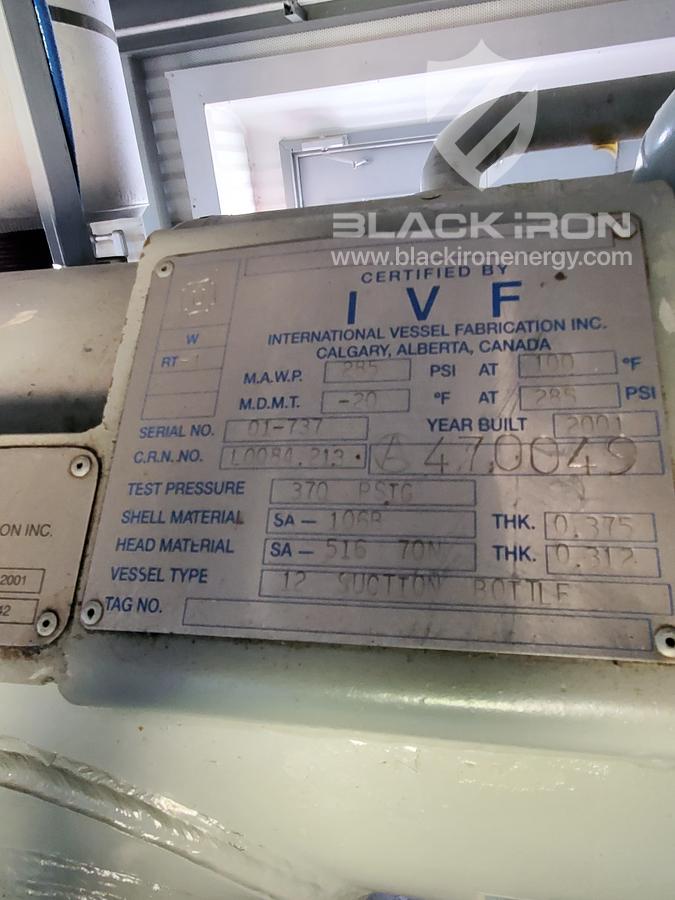 BLACK IRON
www.blackironenergy.com
CERTIFIED BY
I V F
INTERNATIONAL VESSEL FABRICATION INC.
CALGARY, ALBERTA, CANADA
U
W
RT-1
M.A.W.P. 285 PSI AT 100 °F
M.D.M.T. -20 °F AT 285 PSI
SERIAL NO. 01-737 YEAR BUILT 2001
C.R.N. NO. L0084.213 A 470049
TEST PRESSURE 370 PSIG
SHELL MATERIAL SA - 106B THK. 0.375
HEAD MATERIAL SA - 516 70N THK. 0.312
VESSEL TYPE 12 SUCTION BOTTLE
TAG NO.
ON INC.
2001